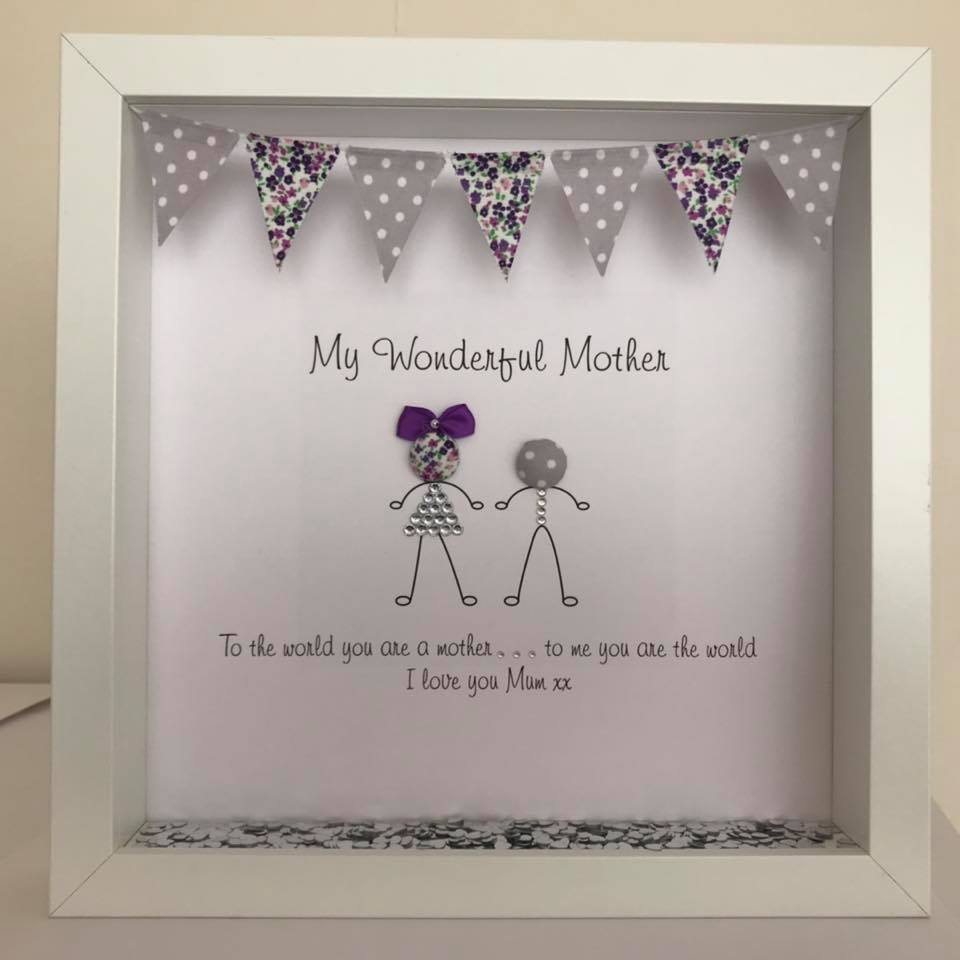 My Wonderful Mother
To the world you are a mother . . . to me you are the world
I love you Mum xx